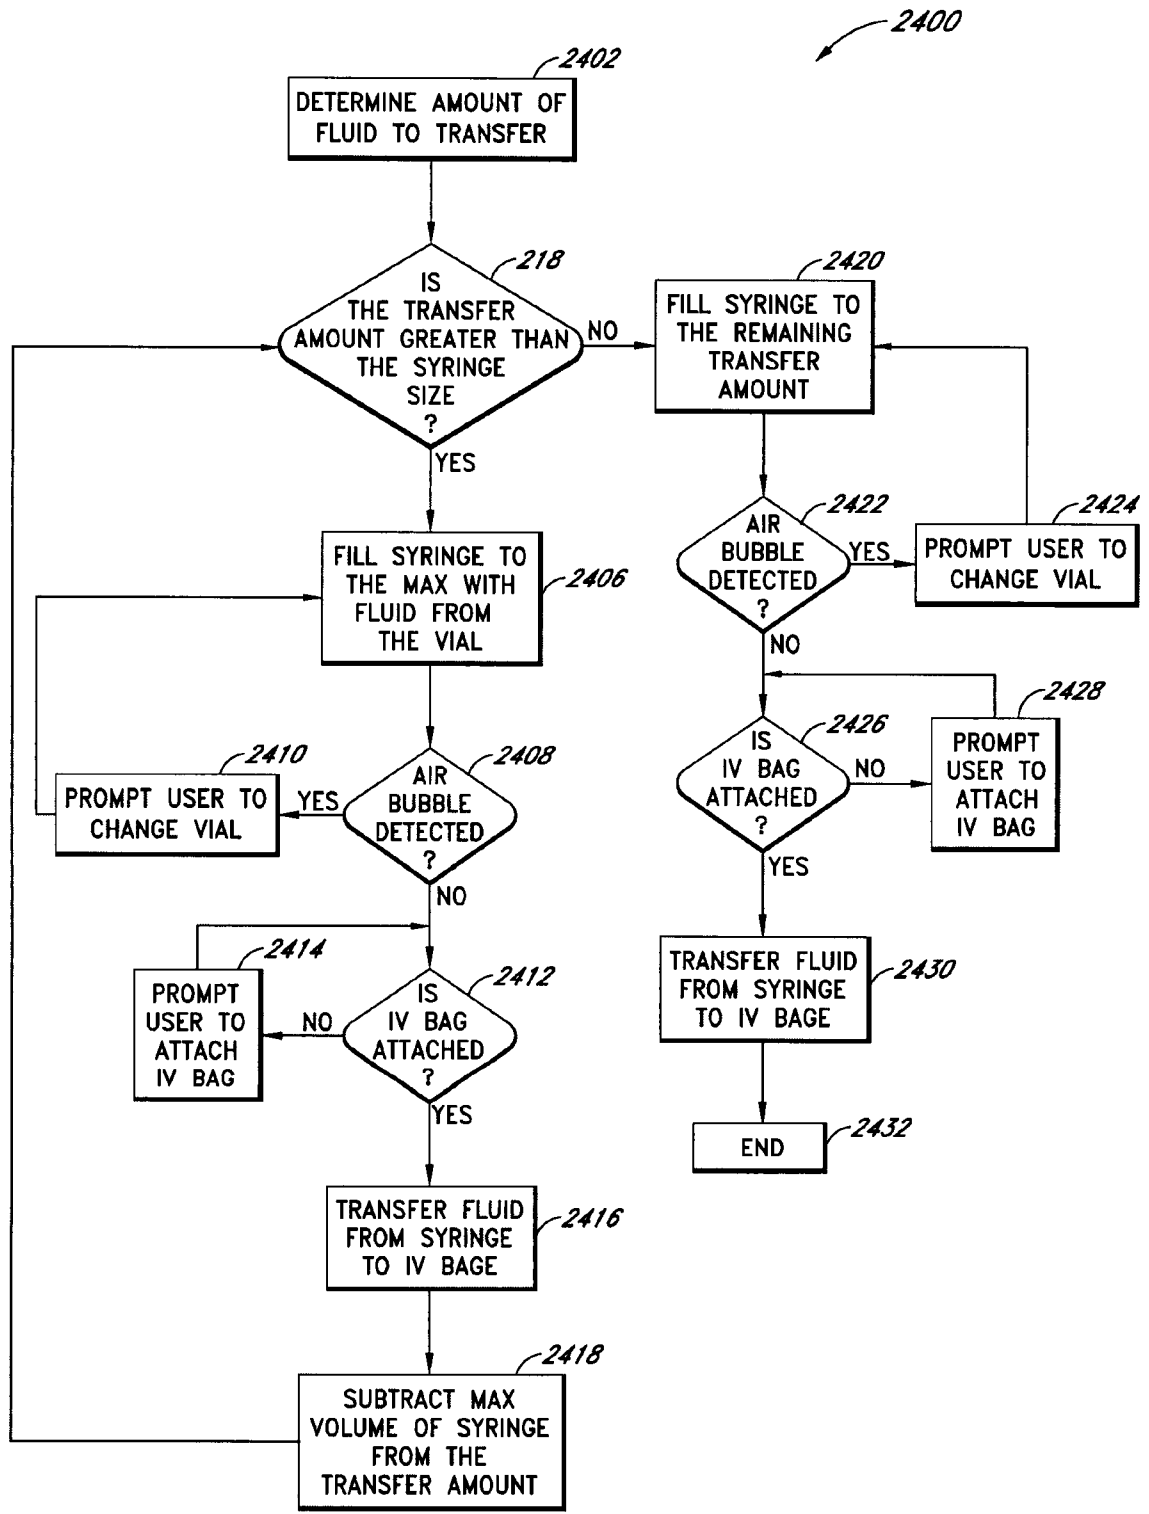 2400
2402
DETERMINE AMOUNT OF
FLUID TO TRANSFER
218
IS
THE TRANSFER
AMOUNT GREATER THAN
THE SYRINGE
SIZE
?
NO
YES
2420
FILL SYRINGE TO
THE REMAINING
TRANSFER
AMOUNT
2422
AIR
BUBBLE
DETECTED
?
YES
NO
2424
PROMPT USER TO
CHANGE VIAL
FILL SYRINGE TO
THE MAX WITH
FLUID FROM
THE VIAL
2406
2408
AIR
BUBBLE
DETECTED
?
YES
NO
2410
PROMPT USER TO
CHANGE VIAL
2426
IS
IV BAG
ATTACHED
?
NO
YES
2428
PROMPT
USER TO
ATTACH
IV BAG
2414
PROMPT
USER TO
ATTACH
IV BAG
2412
IS
IV BAG
ATTACHED
?
NO
YES
TRANSFER FLUID
FROM SYRINGE
TO IV BAGE
2430
END
2432
TRANSFER FLUID
FROM SYRINGE
TO IV BAGE
2416
2418
SUBTRACT MAX
VOLUME OF SYRINGE
FROM THE
TRANSFER AMOUNT